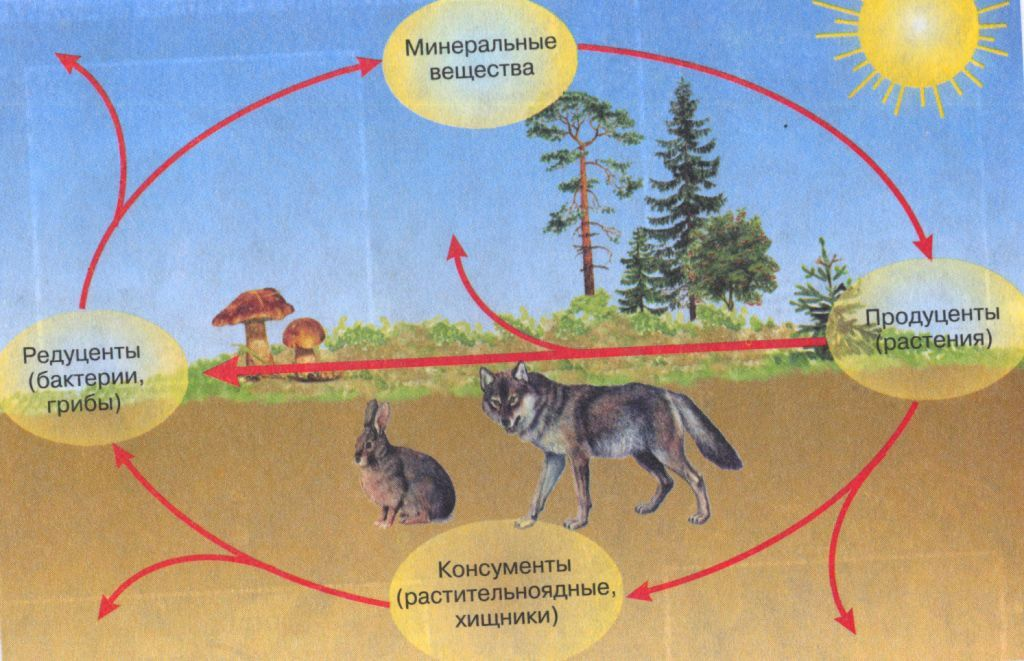 Минеральные
вещества
Продуценты
(растения)
Редуценты
(бактерии,
грибы)
Консументы
(растительноядные,
хищники)